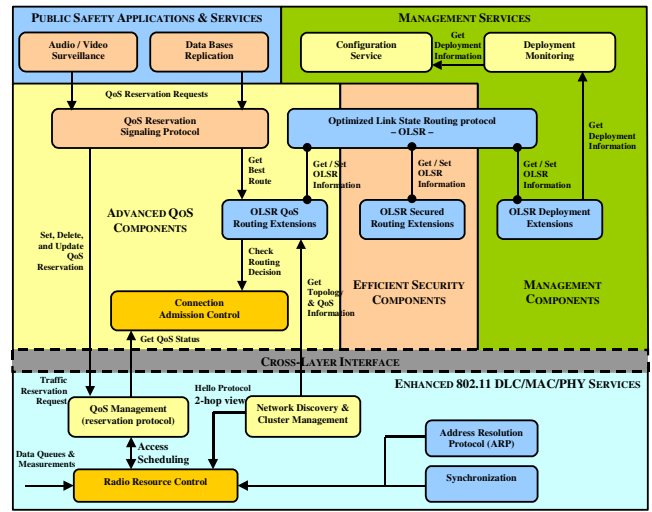 PUBLIC SAFETY APPLICATIONS & SERVICES
MANAGEMENT SERVICES
Audio / Video
Surveillance
Data Bases
Replication
Configuration
Service
Get
Deployment
Information
Deployment
Monitoring
QoS Reservation Requests
QoS Reservation
Signaling Protocol
Optimized Link State Routing protocol
– OLSR –
Get
Deployment
Information
Get
Best
Route
Get / Set
OLSR
Information
Get / Set
OLSR
Information
Get / Set
OLSR
Information
ADVANCED QOS
COMPONENTS
OLSR QoS
Routing Extensions
OLSR Secured
Routing Extensions
OLSR Deployment
Extensions
Set, Delete,
and Update
QoS
Reservation
Check
Routing
Decision
Get
Topology
& QoS
Information
EFFICIENT SECURITY
COMPONENTS
MANAGEMENT
COMPONENTS
Connection
Admission Control
Get QoS Status
CROSS-LAYER INTERFACE
ENHANCED 802.11 DLC/MAC/PHY SERVICES
Traffic
Reservation
Request
Hello Protocol
2-hop view
QoS Management
(reservation protocol)
Network Discovery &
Cluster Management
Address Resolution
Protocol (ARP)
Access
Scheduling
Data Queues &
Measurements
Radio Resource Control
Synchronization